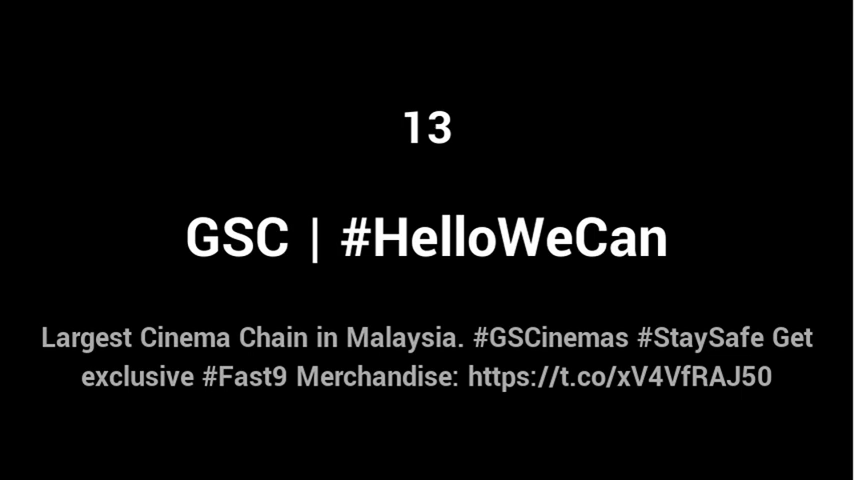 13
GSC | #HelloWeCan
Largest Cinema Chain in Malaysia. #GSCinemas #StaySafe Get
exclusive #Fast9 Merchandise: https://t.co/xV4VfRAJ50